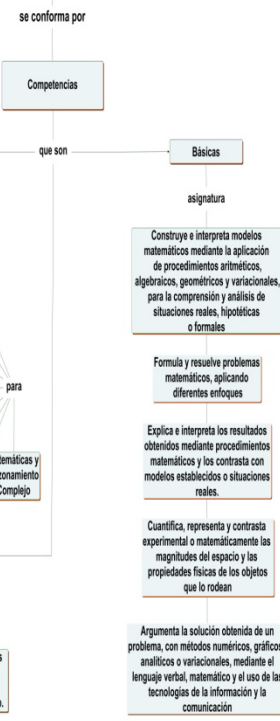 se conforma por
Competencias
que son
Básicas
asignatura
Construye e interpreta modelos
matemáticos mediante la aplicación
de procedimientos aritméticos,
algebraicos, geométricos y variacionales,
para la comprensión y análisis de
situaciones reales, hipotéticas
o formales
Formula y resuelve problemas
matemáticos, aplicando
diferentes enfoques
Explica e interpreta los resultados
obtenidos mediante procedimientos
matemáticos y los contrasta con
modelos establecidos o situaciones
reales.
Cuantifica, representa y contrasta
experimental o matemáticamente las
magnitudes del espacio y las
propiedades físicas de los objetos
que lo rodean
Argumenta la solución obtenida de un
problema, con métodos numéricos, gráficos,
analíticos o variacionales, mediante el
lenguaje verbal, matemático y el uso de las
tecnologías de la información y la
comunicación
para
temáticas y
zonamiento
Complejo